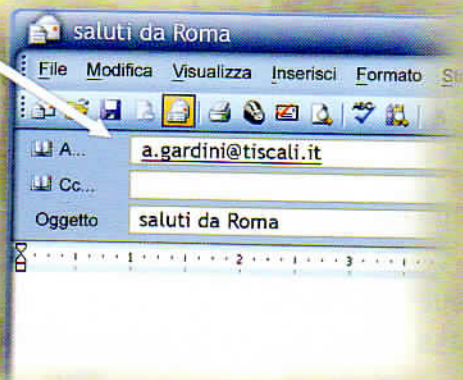 saluti da Roma
File Modifica Visualizza Inserisci Formato
A... a.gardini@tiscali.it
Cc...
Oggetto saluti da Roma
1 2 3